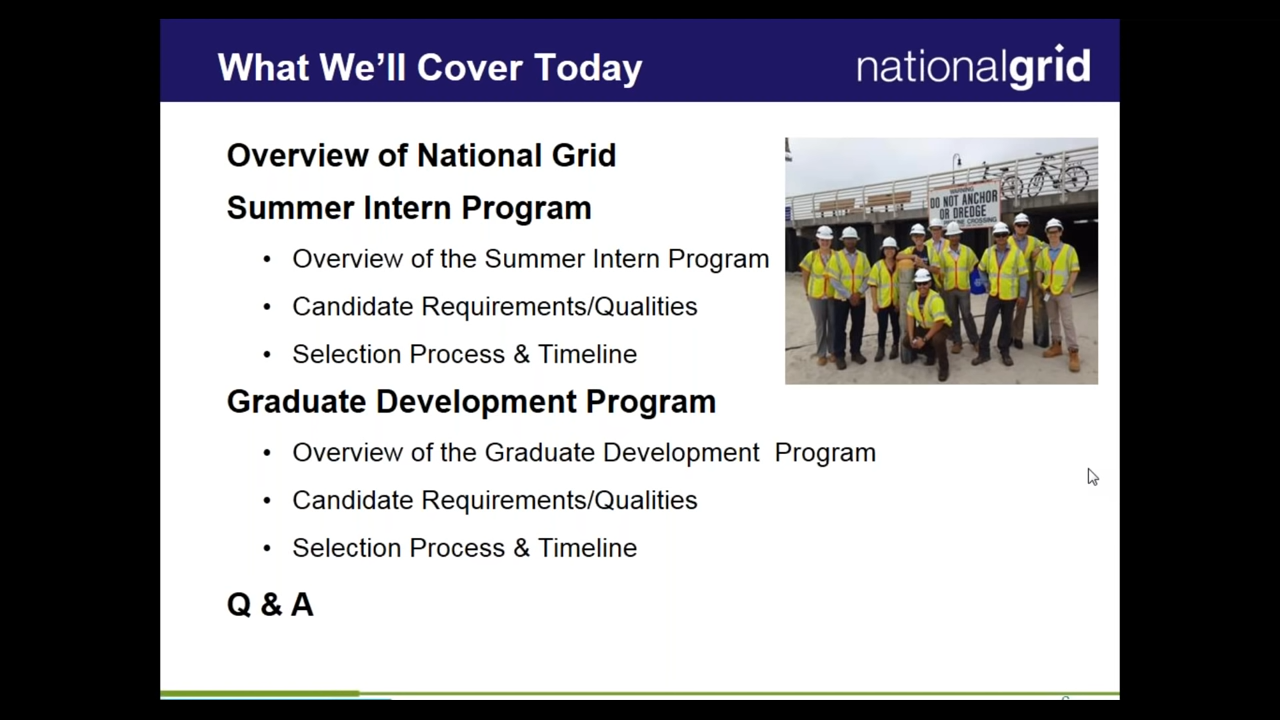 What We'll Cover Today
nationalgrid
Overview of National Grid
Summer Intern Program
• Overview of the Summer Intern Program
• Candidate Requirements/Qualities
• Selection Process & Timeline
WARNING
DO NOT ANCHOR
OR DREDGE
CROSSING
Graduate Development Program
• Overview of the Graduate Development Program
• Candidate Requirements/Qualities
• Selection Process & Timeline
Q & A